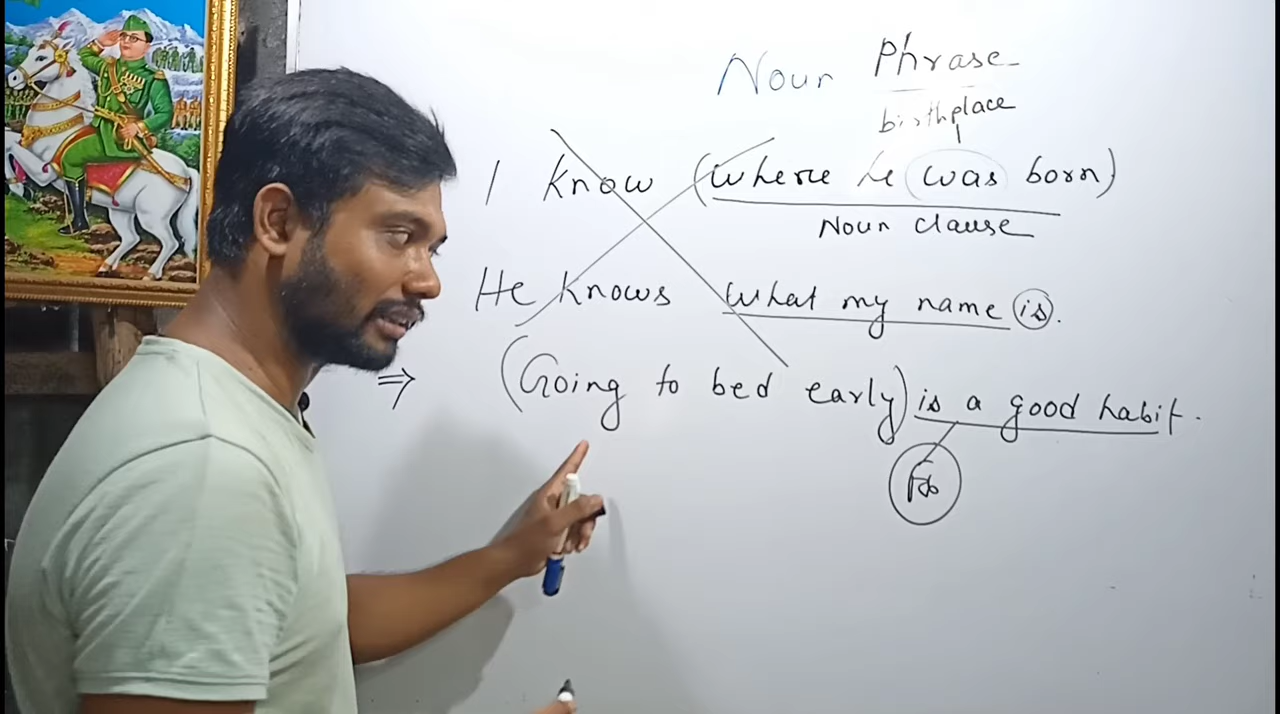 Noun Phrase
birthplace
I know (where he was born)
Noun clause
He knows what my name is.
⇒ (Going to bed early) is a good habit.